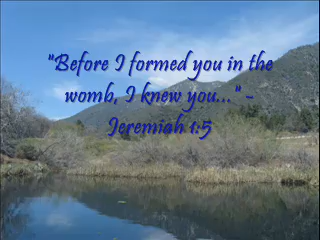 "Before I formed you in the
womb, I knew you..." -
Jeremiah 1:5